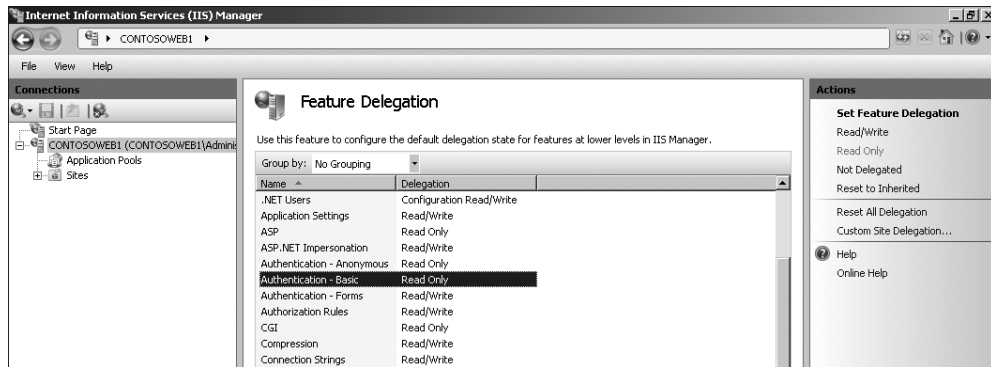 Internet Information Services (IIS) Manager
CONTOSOWEB1
File View Help
Connections
Start Page
CONTOSOWEB1 (CONTOSOWEB1\Adminis
Application Pools
Sites
Feature Delegation
Use this feature to configure the default delegation state for features at lower levels in IIS Manager.
Group by: No Grouping
Name Delegation
.NET Users Configuration Read/Write
Application Settings Read/Write
ASP Read Only
ASP.NET Impersonation Read/Write
Authentication - Anonymous Read Only
Authentication - Basic Read Only
Authentication - Forms Read/Write
Authorization Rules Read/Write
CGI Read Only
Compression Read/Write
Connection Strings Read/Write
Actions
Set Feature Delegation
Read/Write
Read Only
Not Delegated
Reset to Inherited
Reset All Delegation
Custom Site Delegation...
Help
Online Help